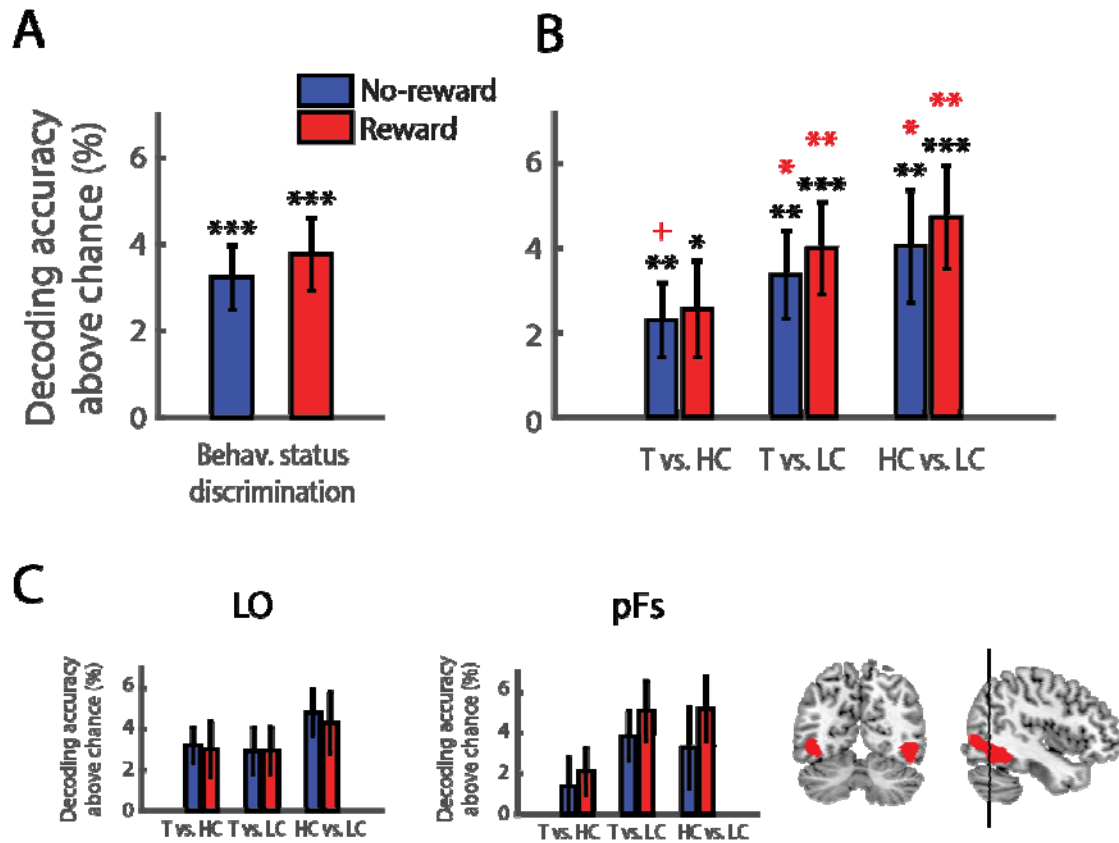 A
No-reward
Reward
Decoding accuracy
above chance (%)
6
4
2
0
***
***
Behav. status
discrimination
B
6
4
2
0
+
**
*
*
**
**
***
*
**
**
***
T vs. HC
T vs. LC
HC vs. LC
C
LO
Decoding accuracy
above chance (%)
6
4
2
0
T vs. HC
T vs. LC
HC vs. LC
pFs
Decoding accuracy
above chance (%)
6
4
2
0
T vs. HC
T vs. LC
HC vs. LC